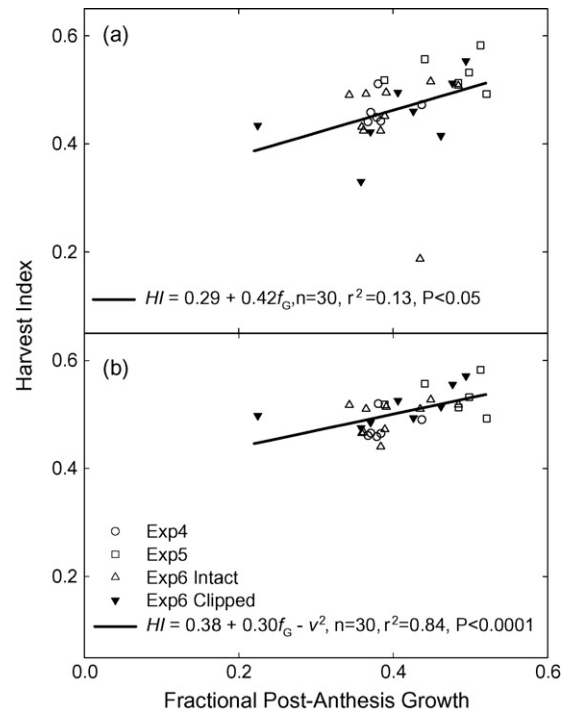 0.6
(a)
0.4
0.2
HI = 0.29 + 0.42fG,n=30, r²=0.13, P<0.05
Harvest Index
0.6
(b)
0.4
Exp4
Exp5
0.2
Exp6 Intact
Exp6 Clipped
HI = 0.38 + 0.30fG - v², n=30, r²=0.84, P<0.0001
0.0
0.2
0.4
0.6
Fractional Post-Anthesis Growth